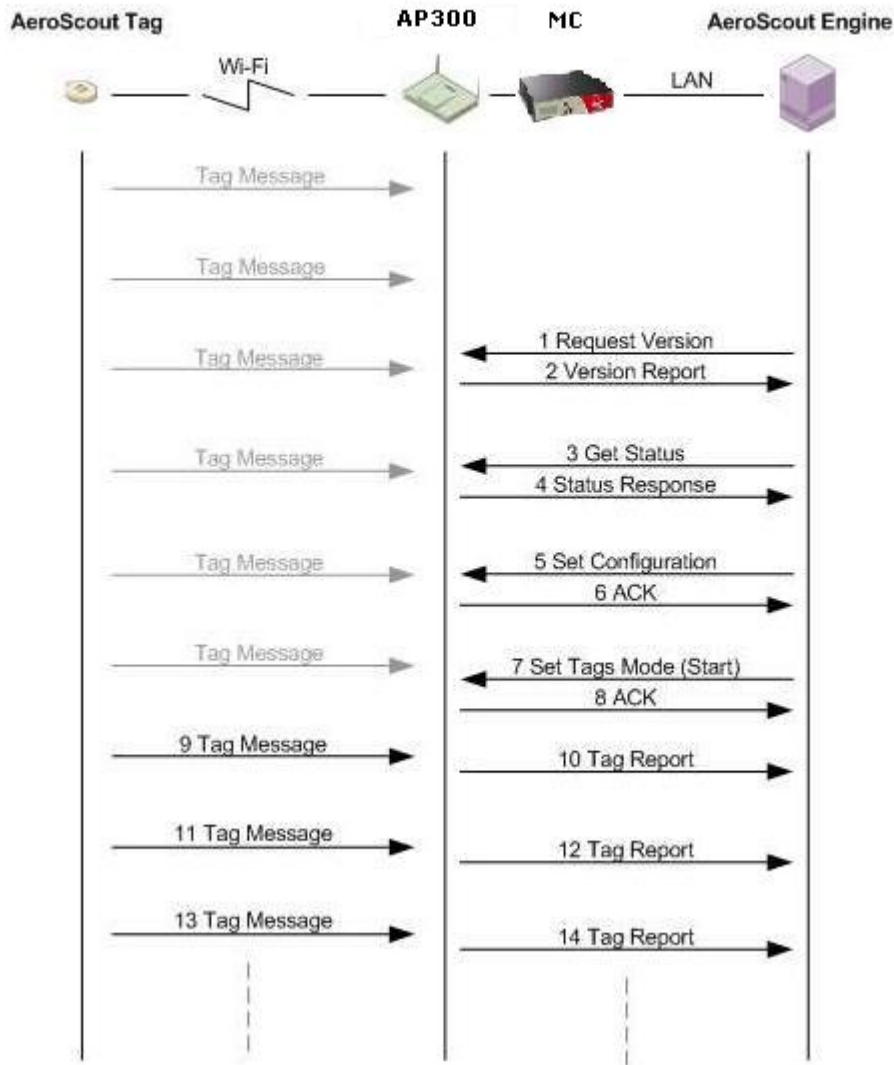 AeroScout Tag
AP300
MC
AeroScout Engine
Wi-Fi
LAN
Tag Message
Tag Message
1 Request Version
Tag Message
2 Version Report
3 Get Status
Tag Message
4 Status Response
5 Set Configuration
Tag Message
6 ACK
Tag Message
7 Set Tags Mode (Start)
8 ACK
9 Tag Message
10 Tag Report
11 Tag Message
12 Tag Report
13 Tag Message
14 Tag Report